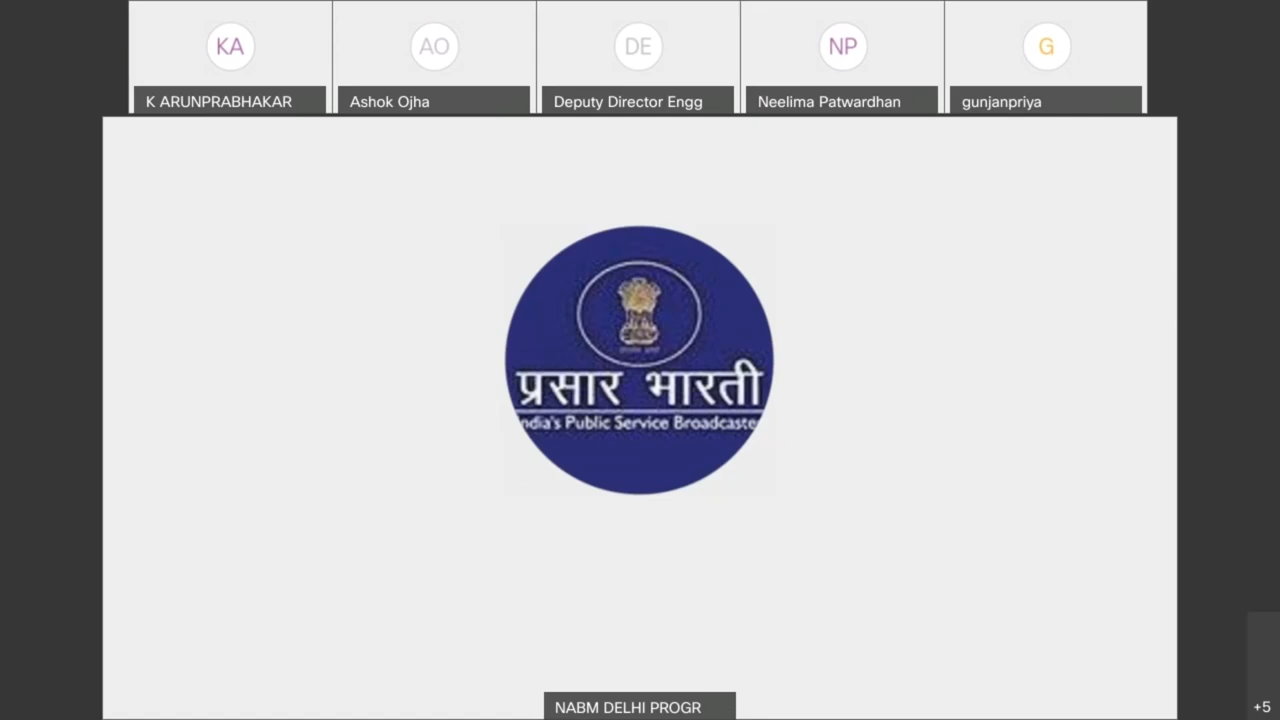 KA
AO
DE
NP
G
K ARUNPRABHAKAR
Ashok Ojha
Deputy Director Engg
Neelima Patwardhan
gunjanpriya
प्रसार भारती
ndia's Public Service Broadcaste
NABM DELHI PROGR
+5